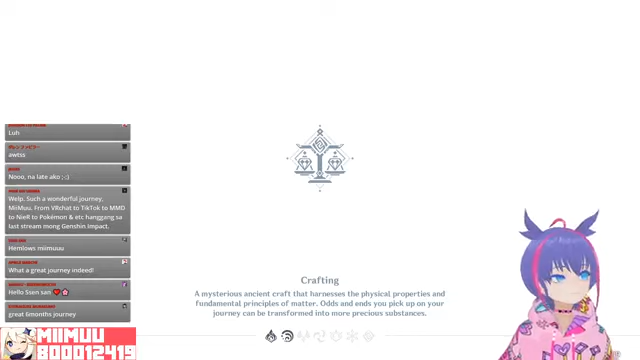 Luh
awtss
Nooo, na late ako ;-;)
Welp. Such a wonderful journey,
MiiMuu. From VRchat to TikTok to MMD
to NieR to Pokémon & etc hanggang sa
last stream mong Genshin Impact.
Hemlows miimuuu
What a great journey indeed!
Hello Ssen san
great 6months journey
MIIMUU
800012419
Crafting
A mysterious ancient craft that harnesses the physical properties and
fundamental principles of matter. Odds and ends you pick up on your
journey can be transformed into more precious substances.